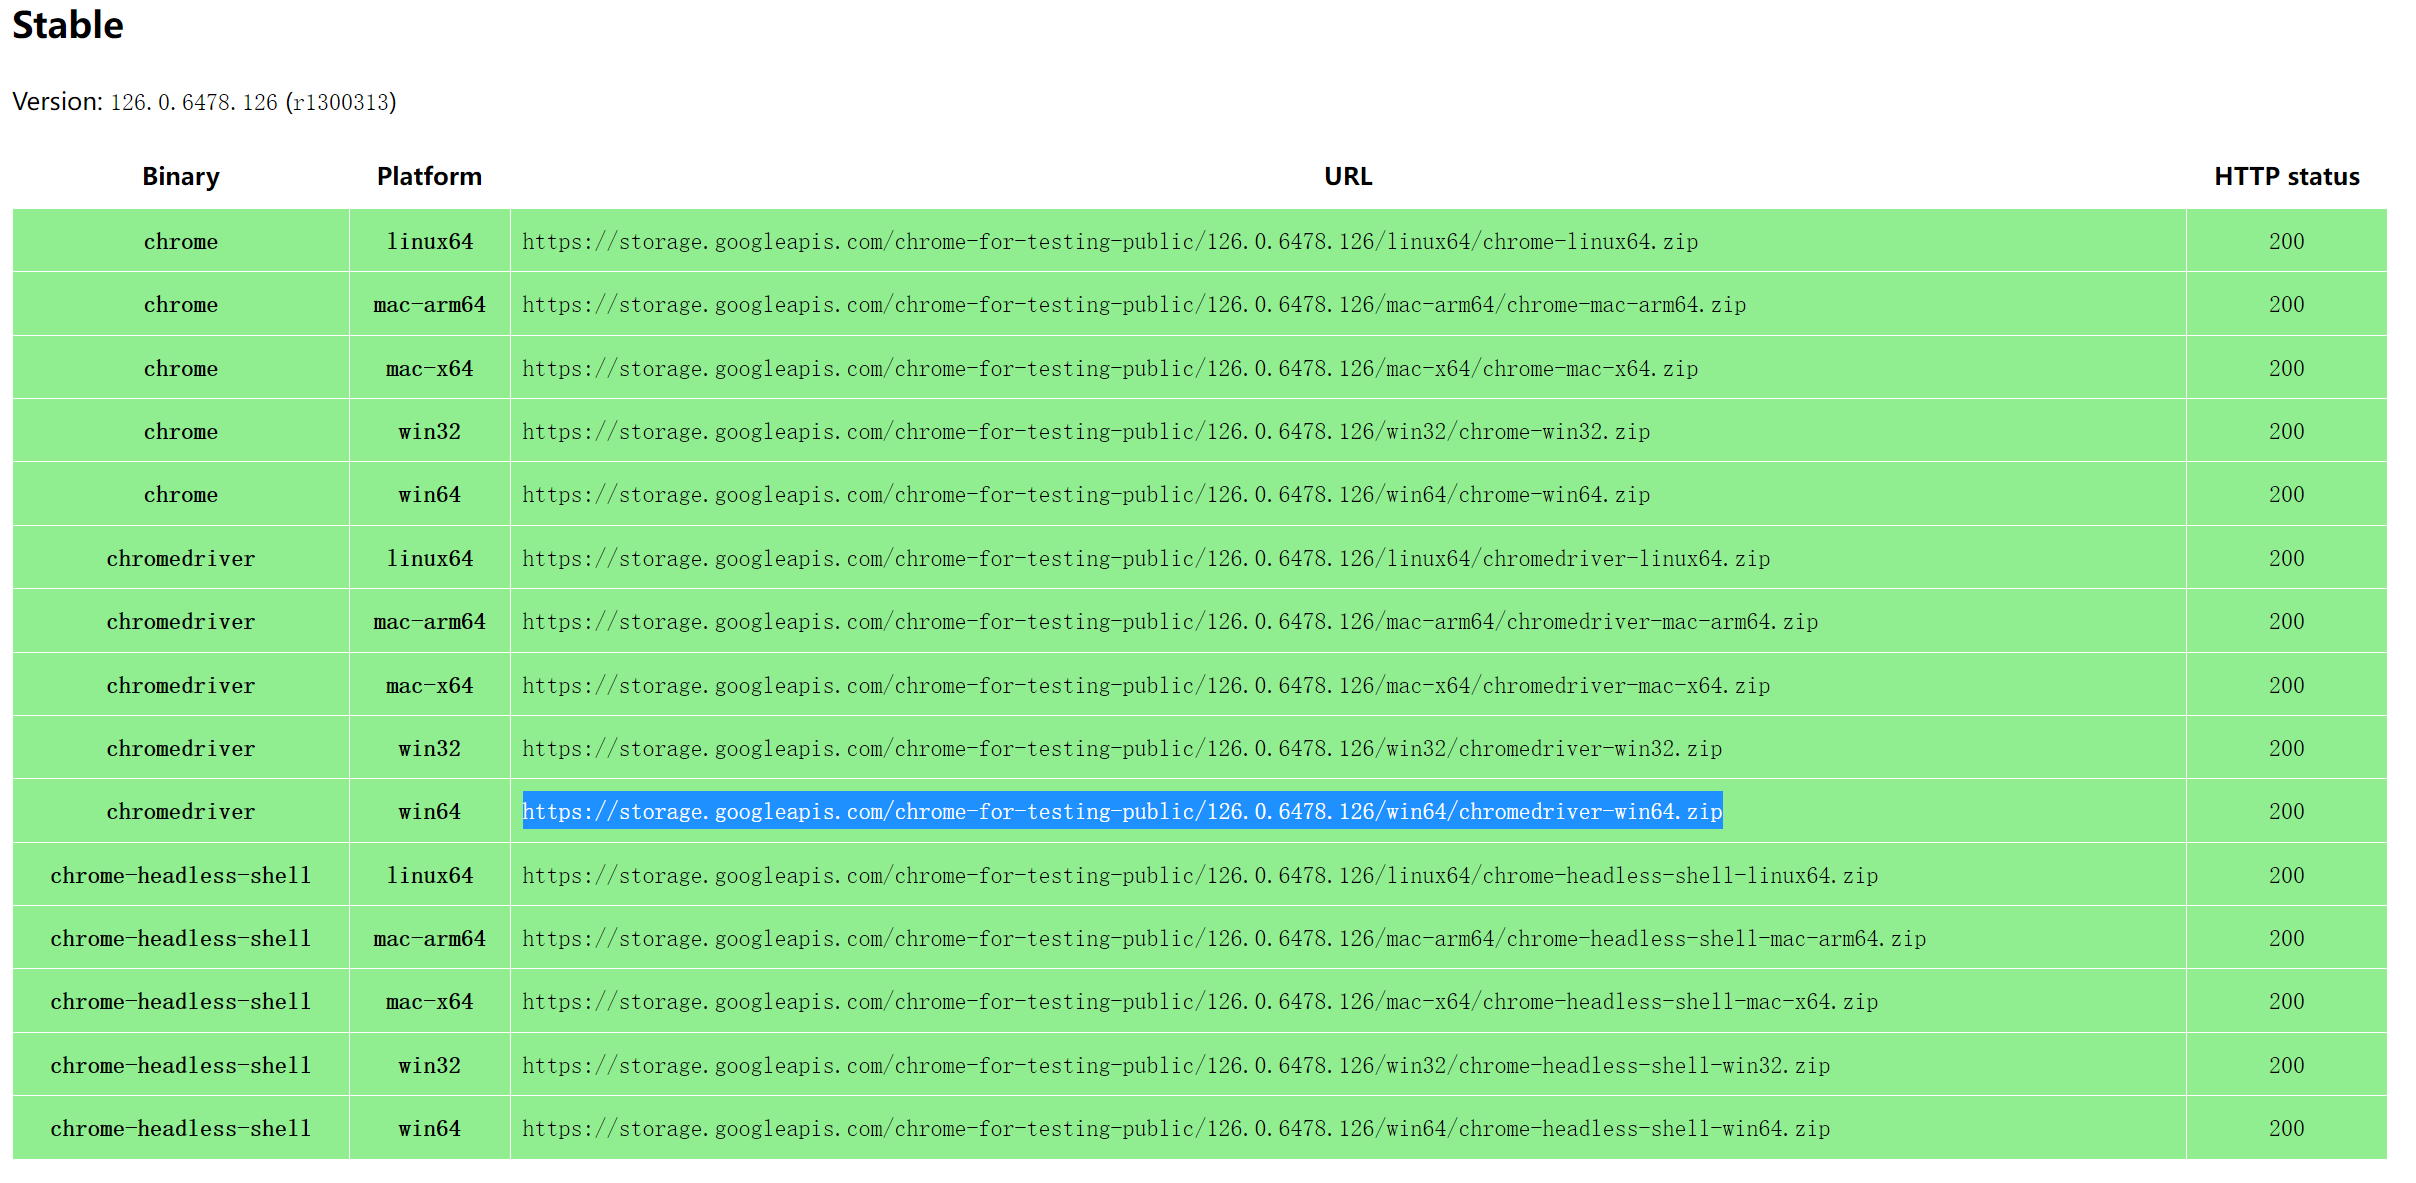 Stable
Version: 126.0.6478.126 (r1300313)
Binary Platform URL HTTP status
chrome linux64 https://storage.googleapis.com/chrome-for-testing-public/126.0.6478.126/linux64/chrome-linux64.zip 200
chrome mac-arm64 https://storage.googleapis.com/chrome-for-testing-public/126.0.6478.126/mac-arm64/chrome-mac-arm64.zip 200
chrome mac-x64 https://storage.googleapis.com/chrome-for-testing-public/126.0.6478.126/mac-x64/chrome-mac-x64.zip 200
chrome win32 https://storage.googleapis.com/chrome-for-testing-public/126.0.6478.126/win32/chrome-win32.zip 200
chrome win64 https://storage.googleapis.com/chrome-for-testing-public/126.0.6478.126/win64/chrome-win64.zip 200
chromedriver linux64 https://storage.googleapis.com/chrome-for-testing-public/126.0.6478.126/linux64/chromedriver-linux64.zip 200
chromedriver mac-arm64 https://storage.googleapis.com/chrome-for-testing-public/126.0.6478.126/mac-arm64/chromedriver-mac-arm64.zip 200
chromedriver mac-x64 https://storage.googleapis.com/chrome-for-testing-public/126.0.6478.126/mac-x64/chromedriver-mac-x64.zip 200
chromedriver win32 https://storage.googleapis.com/chrome-for-testing-public/126.0.6478.126/win32/chromedriver-win32.zip 200
chromedriver win64 https://storage.googleapis.com/chrome-for-testing-public/126.0.6478.126/win64/chromedriver-win64.zip 200
chrome-headless-shell linux64 https://storage.googleapis.com/chrome-for-testing-public/126.0.6478.126/linux64/chrome-headless-shell-linux64.zip 200
chrome-headless-shell mac-arm64 https://storage.googleapis.com/chrome-for-testing-public/126.0.6478.126/mac-arm64/chrome-headless-shell-mac-arm64.zip 200
chrome-headless-shell mac-x64 https://storage.googleapis.com/chrome-for-testing-public/126.0.6478.126/mac-x64/chrome-headless-shell-mac-x64.zip 200
chrome-headless-shell win32 https://storage.googleapis.com/chrome-for-testing-public/126.0.6478.126/win32/chrome-headless-shell-win32.zip 200
chrome-headless-shell win64 https://storage.googleapis.com/chrome-for-testing-public/126.0.6478.126/win64/chrome-headless-shell-win64.zip 200